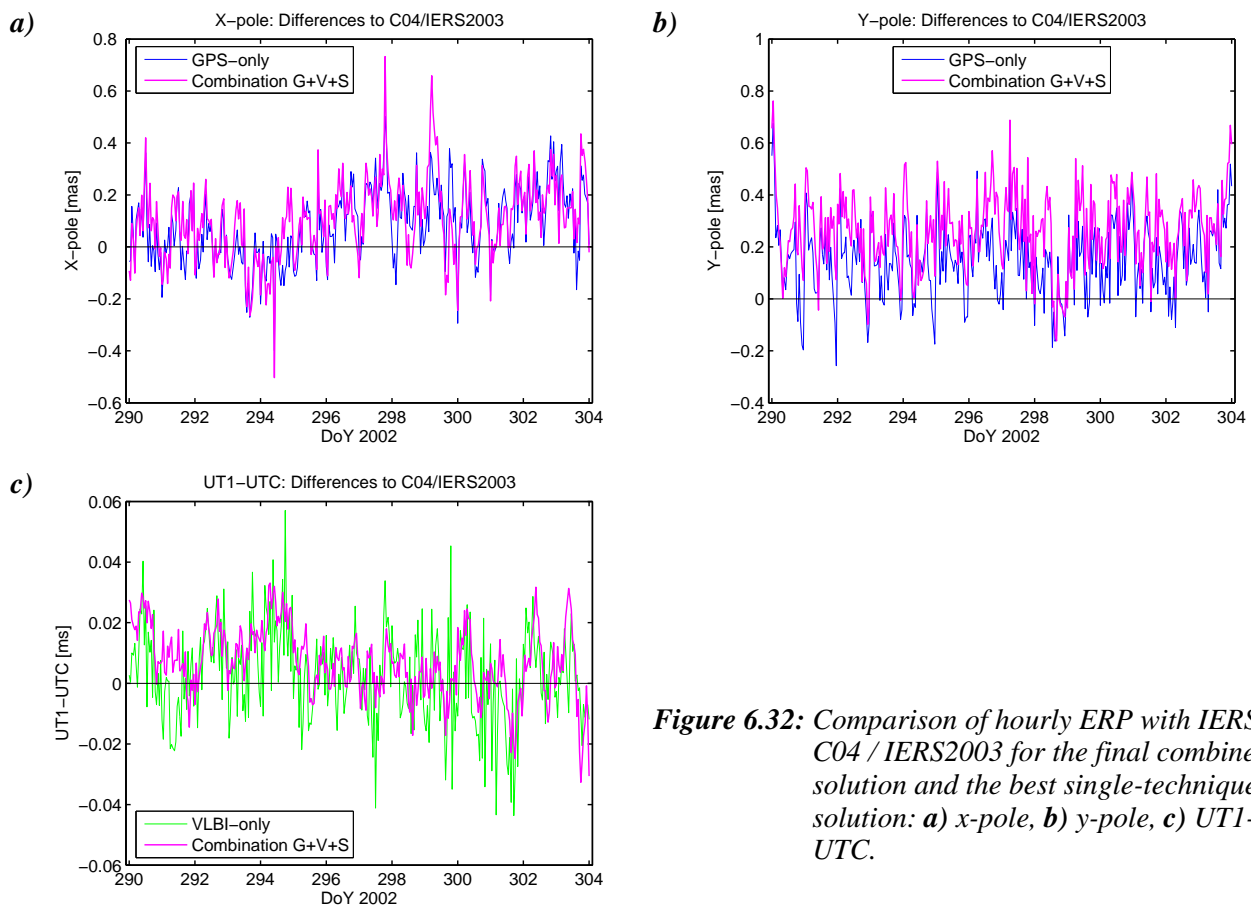 a)
X−pole: Differences to C04/IERS2003
0.8
0.6
0.4
0.2
0
−0.2
−0.4
−0.6
X−pole [mas]
GPS−only
Combination G+V+S
290 292 294 296 298 300 302 304
DoY 2002
b)
Y−pole: Differences to C04/IERS2003
1
0.8
0.6
0.4
0.2
0
−0.2
−0.4
Y−pole [mas]
GPS−only
Combination G+V+S
290 292 294 296 298 300 302 304
DoY 2002
c)
UT1−UTC: Differences to C04/IERS2003
0.06
0.04
0.02
0
−0.02
−0.04
−0.06
UT1−UTC [ms]
VLBI−only
Combination G+V+S
290 292 294 296 298 300 302 304
DoY 2002
Figure 6.32: Comparison of hourly ERP with IERS
C04 / IERS2003 for the final combine
solution and the best single-technique
solution: a) x-pole, b) y-pole, c) UT1-
UTC.